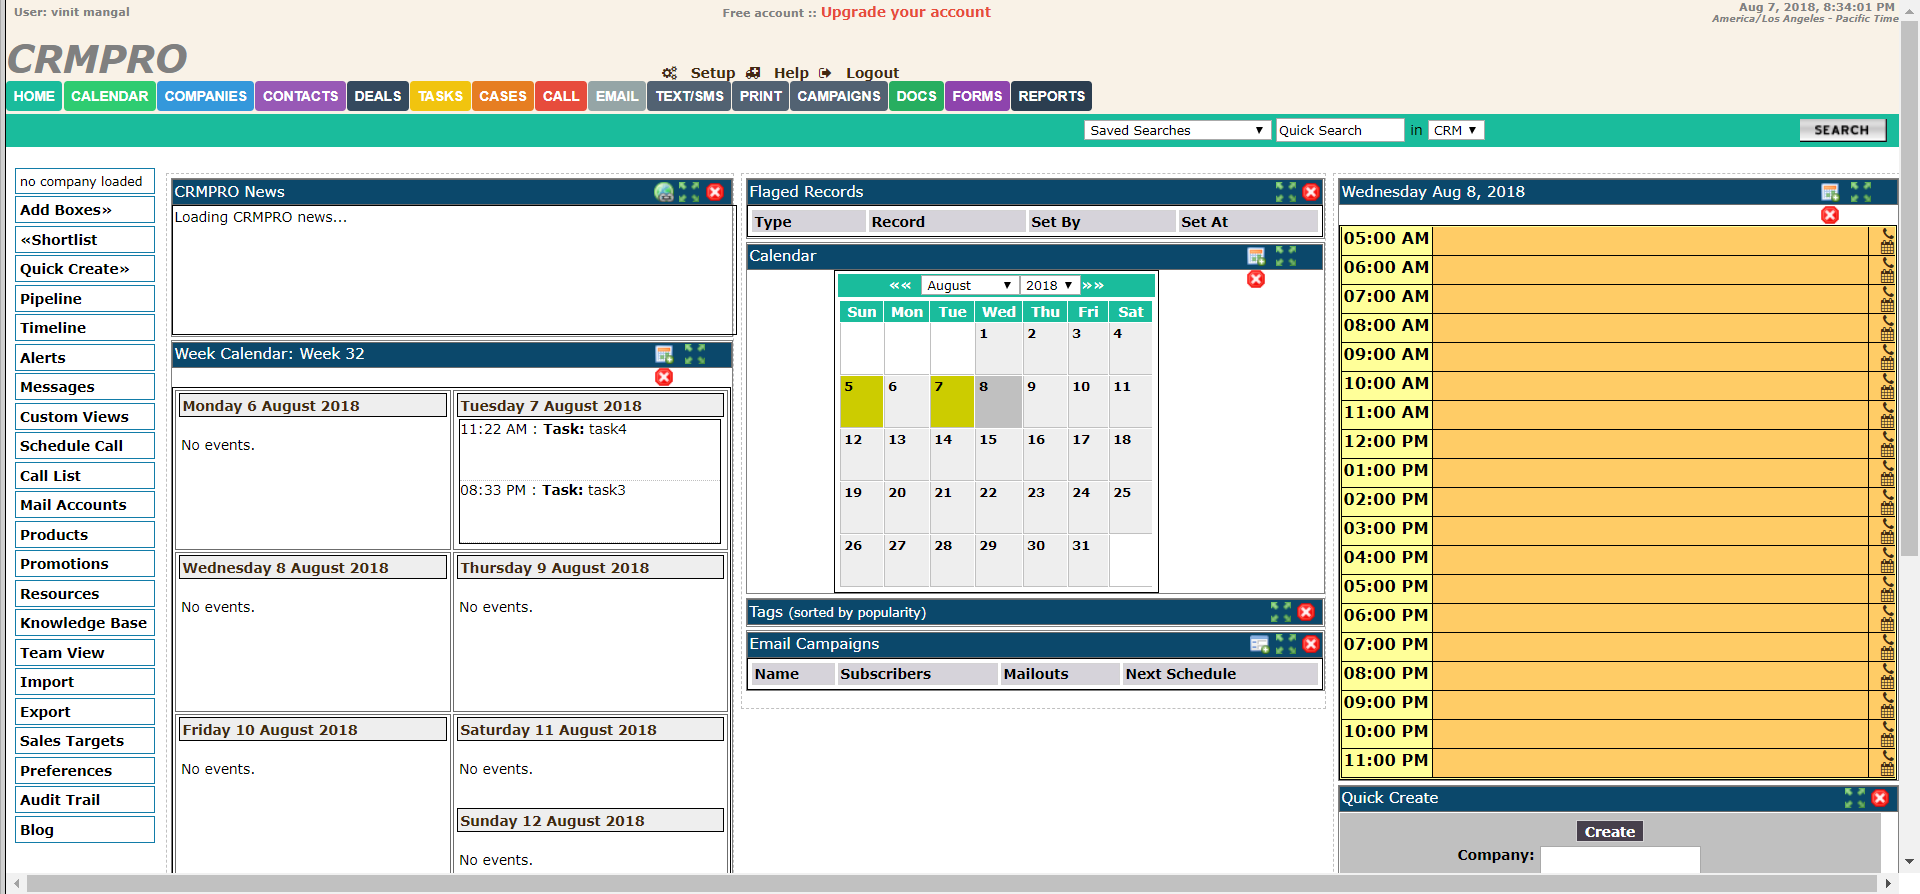 User: vinit mangal
Free account :: Upgrade your account
Aug 7, 2018, 8:34:01 PM
America/Los Angeles - Pacific Time
CRMPRO
Setup Help Logout
HOME CALENDAR COMPANIES CONTACTS DEALS TASKS CASES CALL EMAIL TEXT/SMS PRINT CAMPAIGNS DOCS FORMS REPORTS
Saved Searches Quick Search in CRM SEARCH
no company loaded
Add Boxes»
«Shortlist
Quick Create»
Pipeline
Timeline
Alerts
Messages
Custom Views
Schedule Call
Call List
Mail Accounts
Products
Promotions
Resources
Knowledge Base
Team View
Import
Export
Sales Targets
Preferences
Audit Trail
Blog
CRMPRO News
Loading CRMPRO news...
Week Calendar: Week 32
Monday 6 August 2018
No events.
Tuesday 7 August 2018
11:22 AM : Task: task4
08:33 PM : Task: task3
Wednesday 8 August 2018
No events.
Thursday 9 August 2018
No events.
Friday 10 August 2018
No events.
Saturday 11 August 2018
No events.
Sunday 12 August 2018
No events.
Flaged Records
Type Record Set By Set At
Calendar
«« August 2018 »»
Sun Mon Tue Wed Thu Fri Sat
1 2 3 4
5 6 7 8 9 10 11
12 13 14 15 16 17 18
19 20 21 22 23 24 25
26 27 28 29 30 31
Tags (sorted by popularity)
Email Campaigns
Name Subscribers Mailouts Next Schedule
Wednesday Aug 8, 2018
05:00 AM
06:00 AM
07:00 AM
08:00 AM
09:00 AM
10:00 AM
11:00 AM
12:00 PM
01:00 PM
02:00 PM
03:00 PM
04:00 PM
05:00 PM
06:00 PM
07:00 PM
08:00 PM
09:00 PM
10:00 PM
11:00 PM
Quick Create
Create
Company: